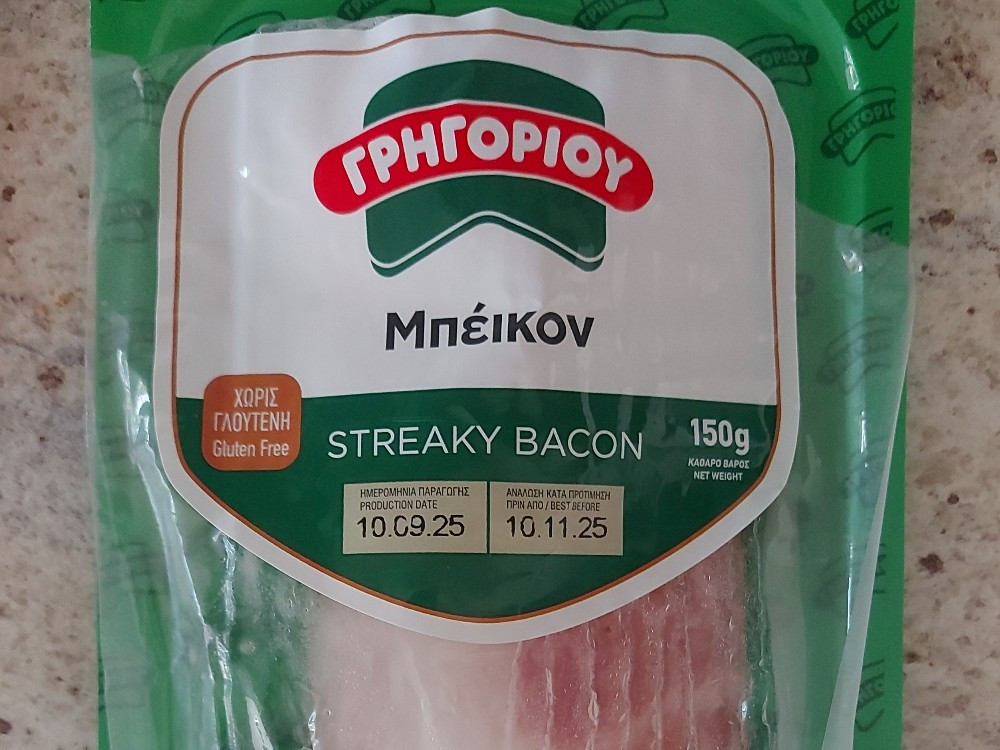 ΓΡΗΓΟΡΙΟΥ
Μπέικον
ΧΩΡΙΣ
ΓΛΟΥΤΕΝΗ
Gluten Free
STREAKY BACON
150g
ΚΑΘΑΡΟ ΒΑΡΟΣ
NET WEIGHT
ΗΜΕΡΟΜΗΝΙΑ ΠΑΡΑΓΩΓΗΣ
PRODUCTION DATE
10.09.25
ΑΝΑΛΩΣΗ ΚΑΤΑ ΠΡΟΤΙΜΗΣΗ
ΠΡΙΝ ΑΠΟ / BEST BEFORE
10.11.25